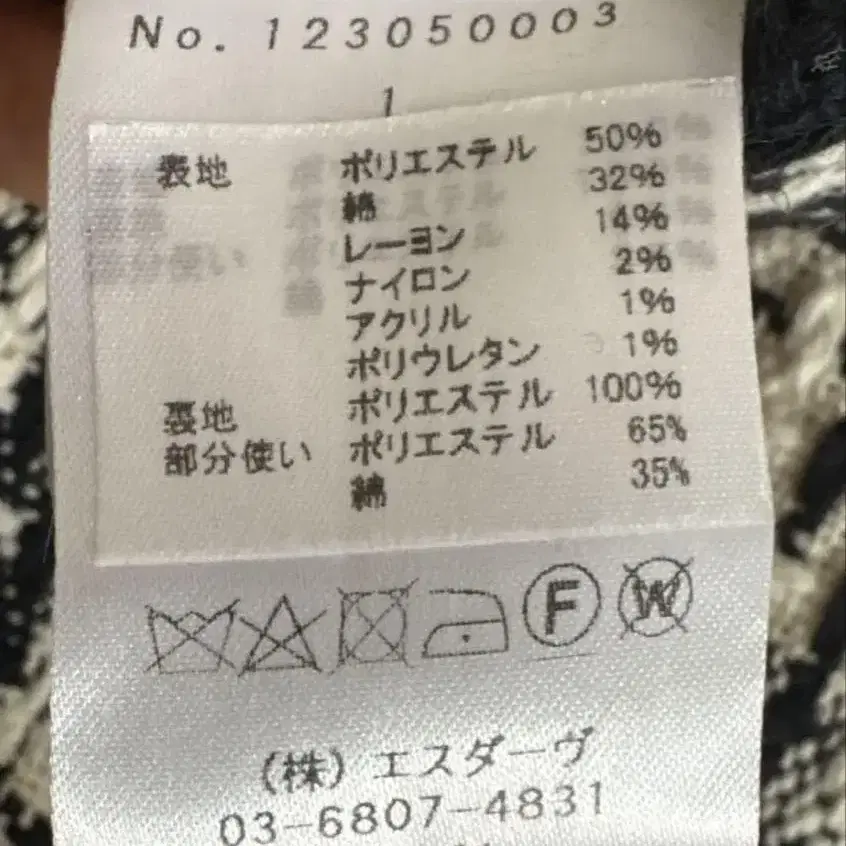 No. 123050003
1
表地 ポリエステル 50%
綿 32%
レーヨン 14%
ナイロン 2%
アクリル 1%
ポリウレタン 1%
裏地 ポリエステル 100%
部分使い ポリエステル 65%
綿 35%
F W
(株) エスダーヴ
03-6807-4831